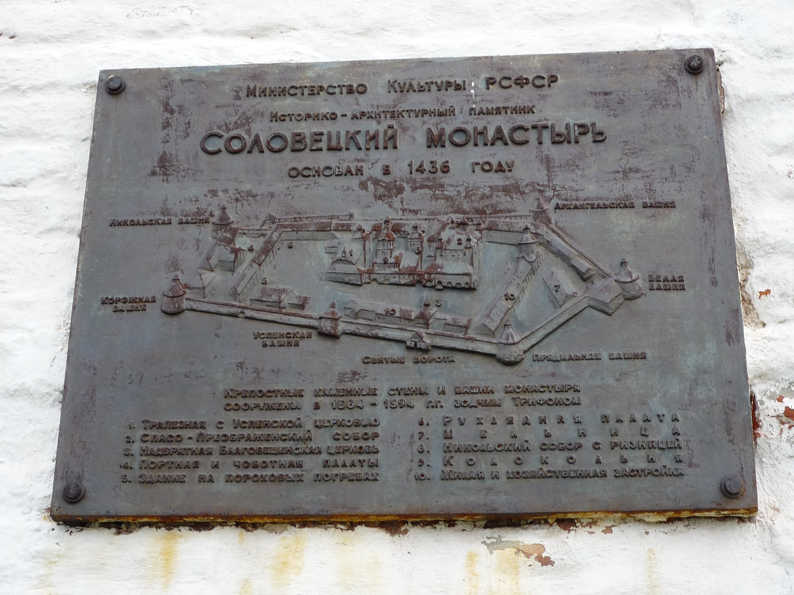 Министерство Культуры РСФСР
Историко-архитектурный памятник
СОЛОВЕЦКИЙ МОНАСТЫРЬ
ОСНОВАН В 1436 ГОДУ
Никольская башня
Архангельская башня
Корожная башня
Белая башня
Успенская башня
Святые ворота
Прядильная башня
Крепостные каменные стены и башни монастыря
сооружены в 1584-1594 г.г. зодчим Трифоном
1. Трапезная с Успенской церковью
2. Спасо-Преображенский собор
3. Надвратная Благовещенская церковь
4. Портная и чоботная палаты
5. Здание на пороховых погребах
6. Рухлядная палата
7. Мельница
8. Никольский собор с ризницей
9. Колокольня
10. Жилая и хозяйственная застройка